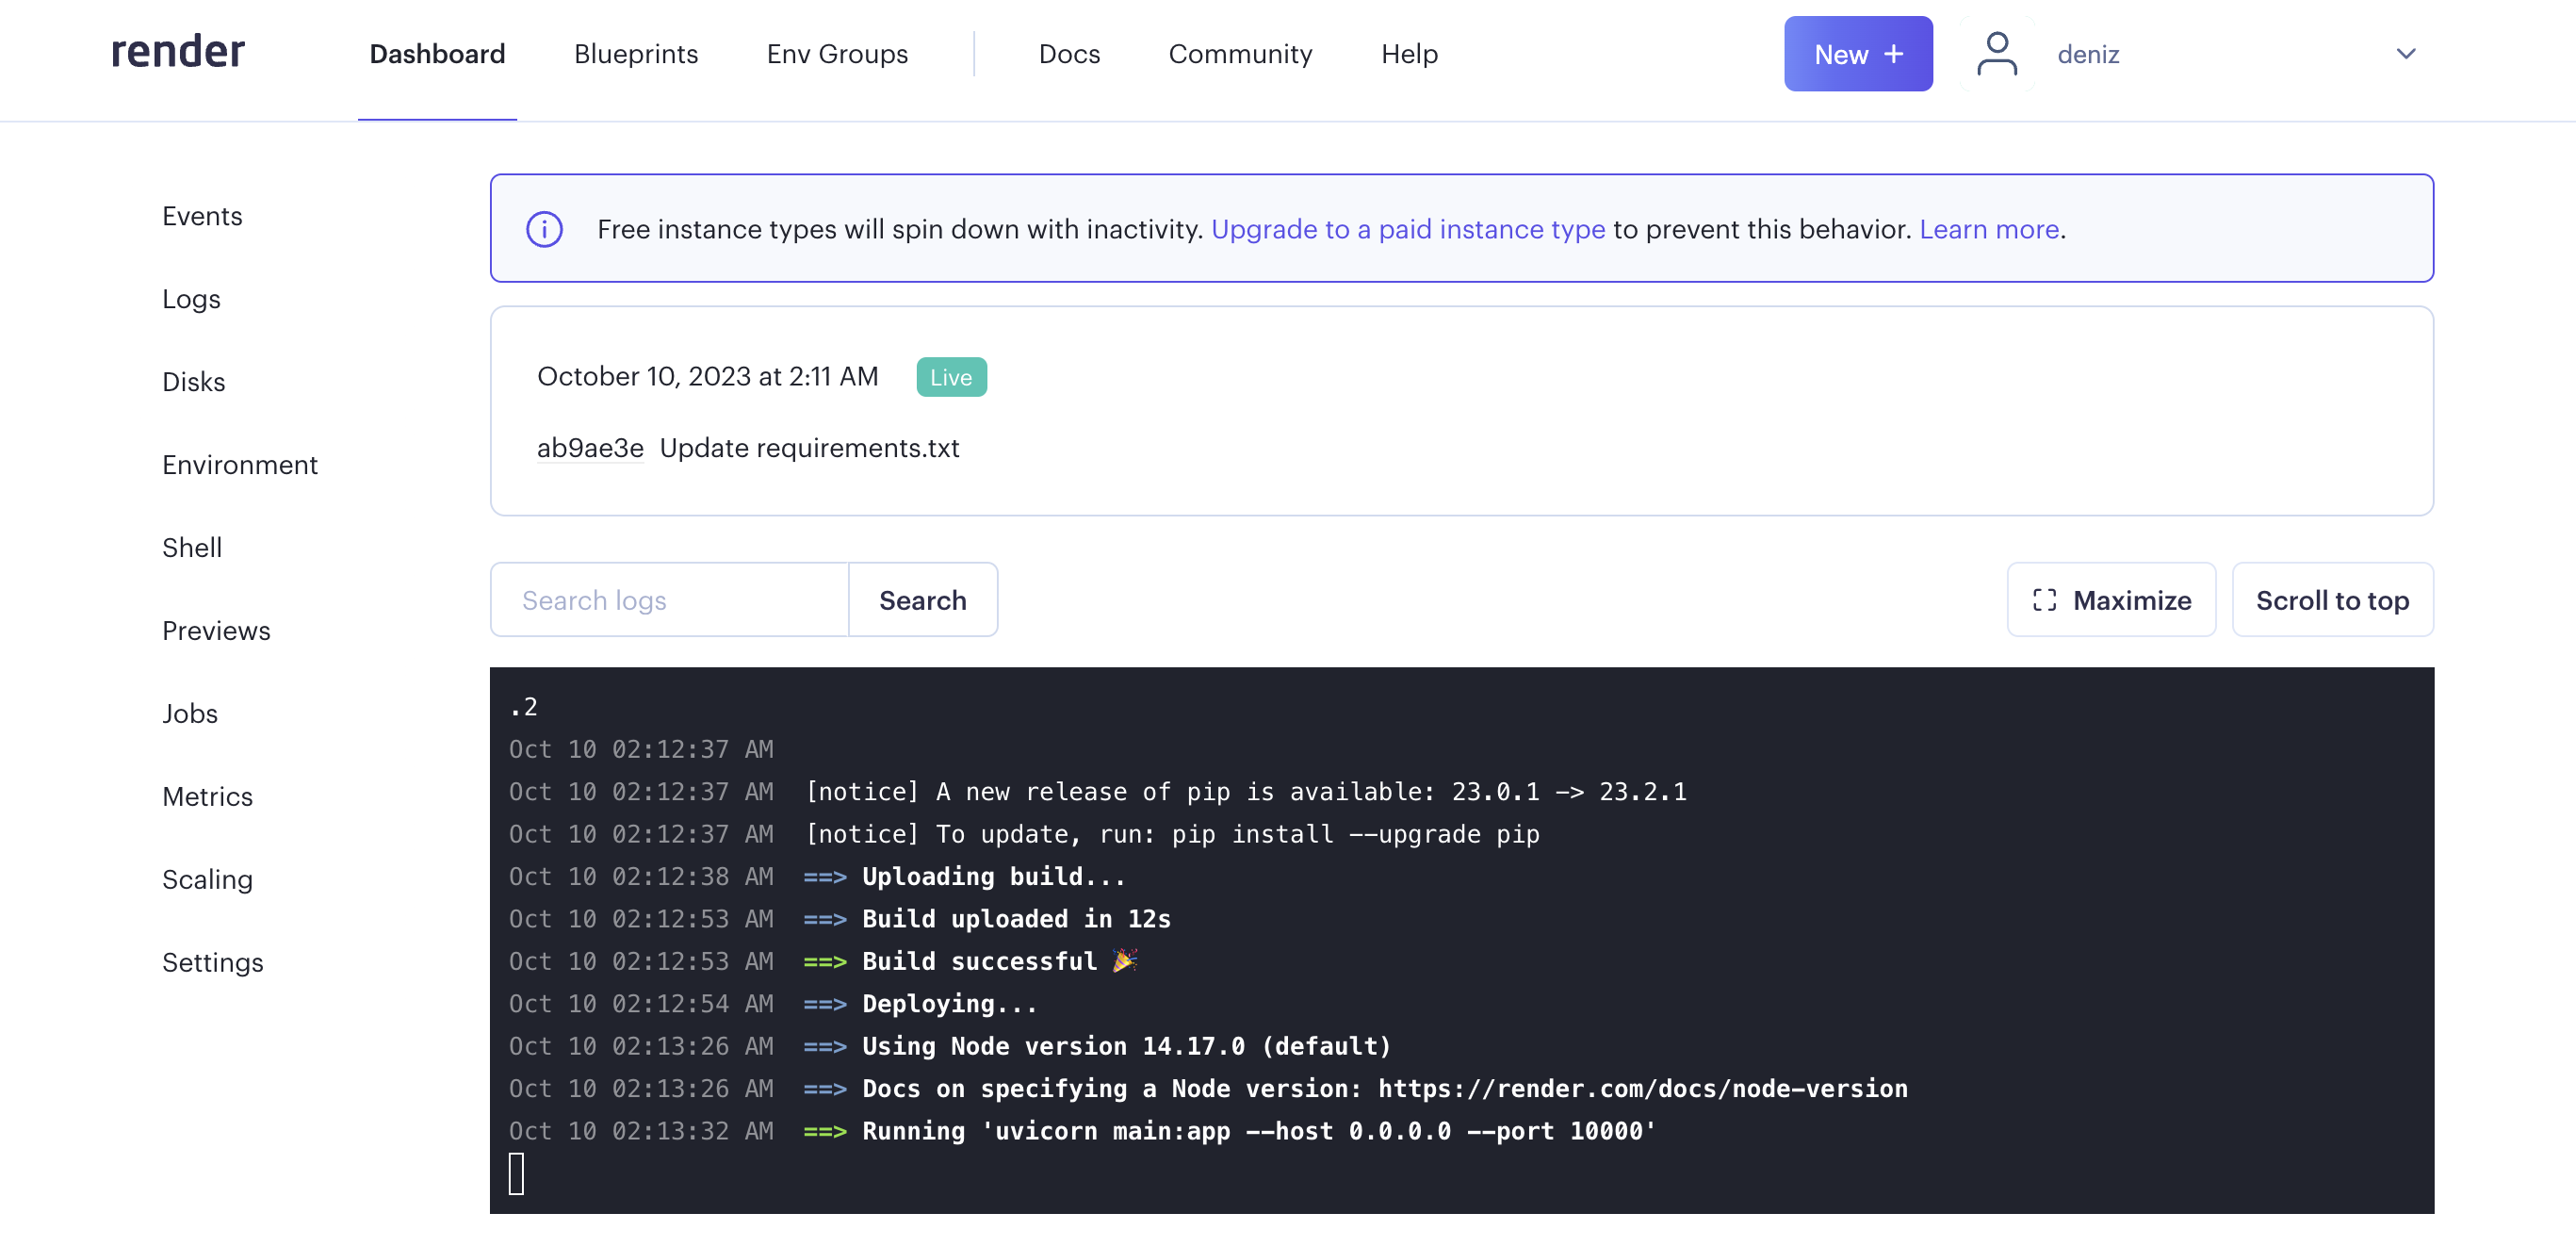 render Dashboard Blueprints Env Groups Docs Community Help New + deniz
Events
Logs
Disks
Environment
Shell
Previews
Jobs
Metrics
Scaling
Settings
Free instance types will spin down with inactivity. Upgrade to a paid instance type to prevent this behavior. Learn more.
October 10, 2023 at 2:11 AM Live
ab9ae3e Update requirements.txt
Search logs Search Maximize Scroll to top
.2
Oct 10 02:12:37 AM
Oct 10 02:12:37 AM [notice] A new release of pip is available: 23.0.1 -> 23.2.1
Oct 10 02:12:37 AM [notice] To update, run: pip install --upgrade pip
Oct 10 02:12:38 AM ==> Uploading build...
Oct 10 02:12:53 AM ==> Build uploaded in 12s
Oct 10 02:12:53 AM ==> Build successful 🎉
Oct 10 02:12:54 AM ==> Deploying...
Oct 10 02:13:26 AM ==> Using Node version 14.17.0 (default)
Oct 10 02:13:26 AM ==> Docs on specifying a Node version: https://render.com/docs/node-version
Oct 10 02:13:32 AM ==> Running 'uvicorn main:app --host 0.0.0.0 --port 10000'